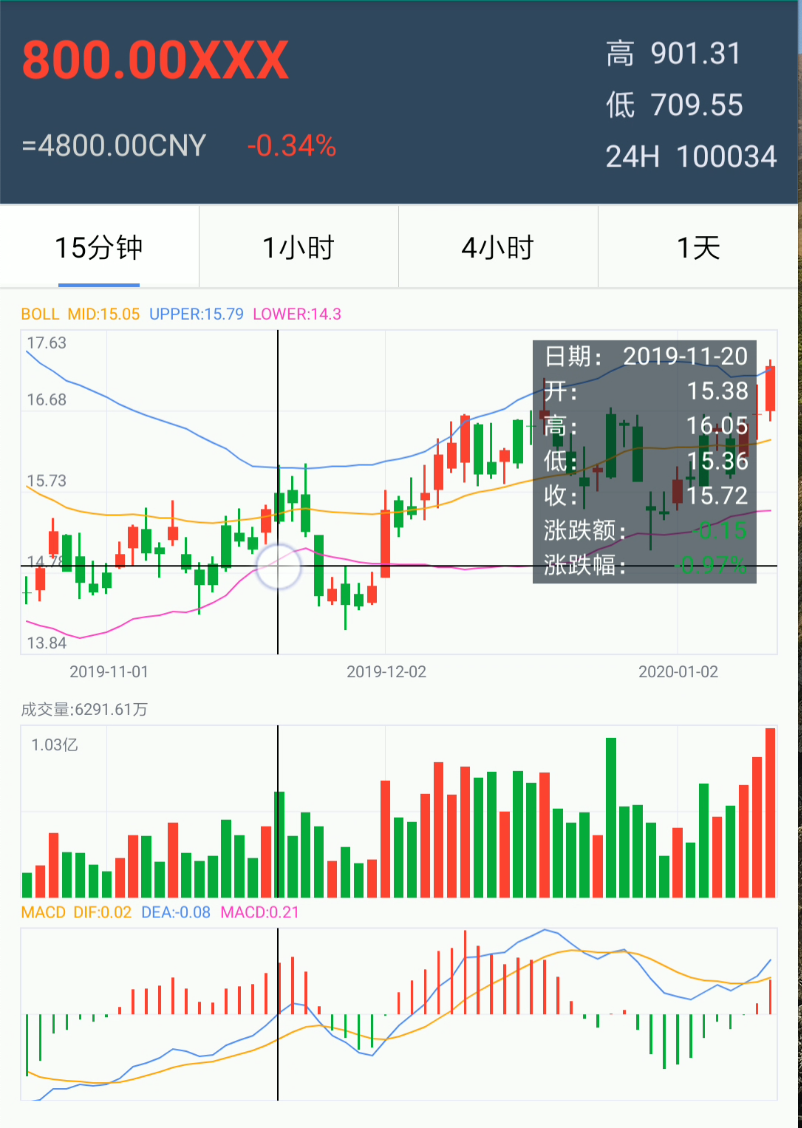 800.00XXX
高 901.31
低 709.55
=4800.00CNY -0.34%
24H 100034
15分钟 1小时 4小时 1天
BOLL MID:15.05 UPPER:15.79 LOWER:14.3
17.63
16.68
15.73
14.78
13.84
日期： 2019-11-20
开： 15.38
高： 16.05
低： 15.36
收： 15.72
涨跌额： -0.15
涨跌幅： -0.97%
2019-11-01 2019-12-02 2020-01-02
成交量:6291.61万
1.03亿
MACD DIF:0.02 DEA:-0.08 MACD:0.21